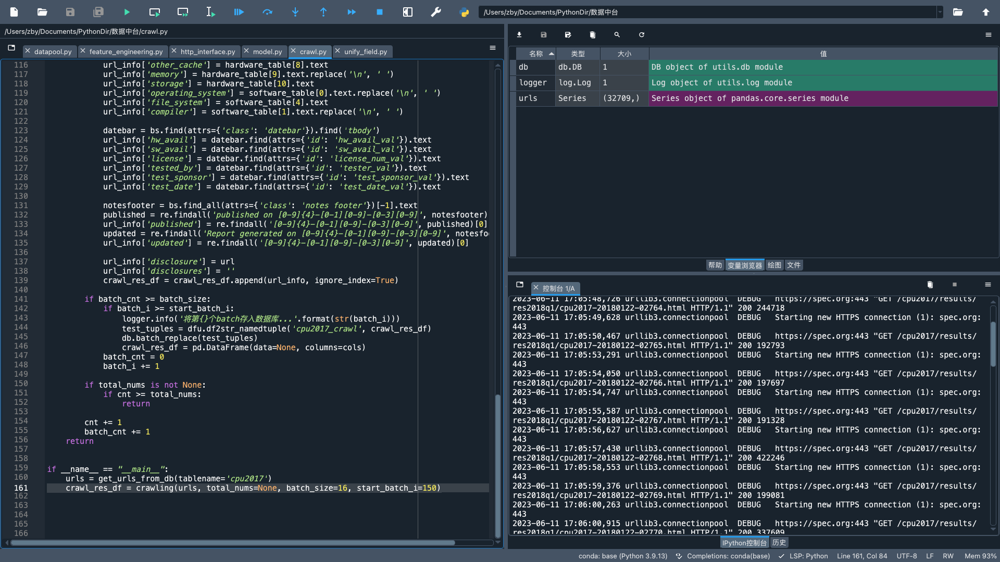 /Users/zby/Documents/PythonDir/数据中台
/Users/zby/Documents/PythonDir/数据中台/crawl.py
datapool.py
feature_engineering.py
http_interface.py
model.py
crawl.py
unify_field.py
116 url_info['other_cache'] = hardware_table[8].text
117 url_info['memory'] = hardware_table[9].text.replace('\n', ' ')
118 url_info['storage'] = hardware_table[10].text
119 url_info['operating_system'] = software_table[0].text.replace('\n', ' ')
120 url_info['file_system'] = software_table[4].text
121 url_info['compiler'] = software_table[1].text.replace('\n', ' ')
122
123 datebar = bs.find(attrs={'class': 'datebar'}).find('tbody')
124 url_info['hw_avail'] = datebar.find(attrs={'id': 'hw_avail_val'}).text
125 url_info['sw_avail'] = datebar.find(attrs={'id': 'sw_avail_val'}).text
126 url_info['license'] = datebar.find(attrs={'id': 'license_num_val'}).text
127 url_info['tested_by'] = datebar.find(attrs={'id': 'tester_val'}).text
128 url_info['test_sponsor'] = datebar.find(attrs={'id': 'test_sponsor_val'}).text
129 url_info['test_date'] = datebar.find(attrs={'id': 'test_date_val'}).text
130
131 notesfooter = bs.find_all(attrs={'class': 'notes footer'})[-1].text
132 published = re.findall('published on [0-9]{4}-[0-1][0-9]-[0-3][0-9]', notesfooter)
133 url_info['published'] = re.findall('[0-9]{4}-[0-1][0-9]-[0-3][0-9]', published)[0]
134 updated = re.findall('Report generated on [0-9]{4}-[0-1][0-9]-[0-3][0-9]', notesfo
135 url_info['updated'] = re.findall('[0-9]{4}-[0-1][0-9]-[0-3][0-9]', updated)[0]
136
137 url_info['disclosure'] = url
138 url_info['disclosures'] = ''
139 crawl_res_df = crawl_res_df.append(url_info, ignore_index=True)
140
141 if batch_cnt >= batch_size:
142 if batch_i >= start_batch_i:
143 logger.info('将第{}个batch存入数据库...'.format(str(batch_i)))
144 test_tuples = dfu.df2str_namedtuple('cpu2017_crawl', crawl_res_df)
145 db.batch_replace(test_tuples)
146 crawl_res_df = pd.DataFrame(data=None, columns=cols)
147 batch_cnt = 0
148 batch_i += 1
149
150 if total_nums is not None:
151 if cnt >= total_nums:
152 return
153
154 cnt += 1
155 batch_cnt += 1
156 return
157
158
159 if __name__ == "__main__":
160 urls = get_urls_from_db(tablename='cpu2017')
161 crawl_res_df = crawling(urls, total_nums=None, batch_size=16, start_batch_i=150)
162
163
164
165
166
名称 类型 大小 值
db db.DB 1 DB object of utils.db module
logger log.Log 1 Log object of utils.log module
urls Series (32709,) Series object of pandas.core.series module
帮助 变量浏览器 绘图 文件
控制台 1/A
2023-06-11 17:05:48,726 urllib3.connectionpool DEBUG https://spec.org:443 "GET /cpu2017/results/
res2018q1/cpu2017-20180122-02764.html HTTP/1.1" 200 244718
2023-06-11 17:05:49,628 urllib3.connectionpool DEBUG Starting new HTTPS connection (1): spec.org:
443
2023-06-11 17:05:50,467 urllib3.connectionpool DEBUG https://spec.org:443 "GET /cpu2017/results/
res2018q1/cpu2017-20180122-02765.html HTTP/1.1" 200 192793
2023-06-11 17:05:53,291 urllib3.connectionpool DEBUG Starting new HTTPS connection (1): spec.org:
443
2023-06-11 17:05:54,050 urllib3.connectionpool DEBUG https://spec.org:443 "GET /cpu2017/results/
res2018q1/cpu2017-20180122-02766.html HTTP/1.1" 200 197697
2023-06-11 17:05:54,747 urllib3.connectionpool DEBUG Starting new HTTPS connection (1): spec.org:
443
2023-06-11 17:05:55,587 urllib3.connectionpool DEBUG https://spec.org:443 "GET /cpu2017/results/
res2018q1/cpu2017-20180122-02767.html HTTP/1.1" 200 191328
2023-06-11 17:05:56,627 urllib3.connectionpool DEBUG Starting new HTTPS connection (1): spec.org:
443
2023-06-11 17:05:57,430 urllib3.connectionpool DEBUG https://spec.org:443 "GET /cpu2017/results/
res2018q1/cpu2017-20180122-02768.html HTTP/1.1" 200 422246
2023-06-11 17:05:58,553 urllib3.connectionpool DEBUG Starting new HTTPS connection (1): spec.org:
443
2023-06-11 17:05:59,376 urllib3.connectionpool DEBUG https://spec.org:443 "GET /cpu2017/results/
res2018q1/cpu2017-20180122-02769.html HTTP/1.1" 200 199081
2023-06-11 17:06:00,263 urllib3.connectionpool DEBUG Starting new HTTPS connection (1): spec.org:
443
2023-06-11 17:06:00,915 urllib3.connectionpool DEBUG https://spec.org:443 "GET /cpu2017/results/
res2018q1/cpu2017-20180122-02770.html HTTP/1.1" 200 337609
IPython控制台 历史
conda: base (Python 3.9.13) Completions: conda(base) LSP: Python Line 161, Col 84 UTF-8 LF RW Mem 93%